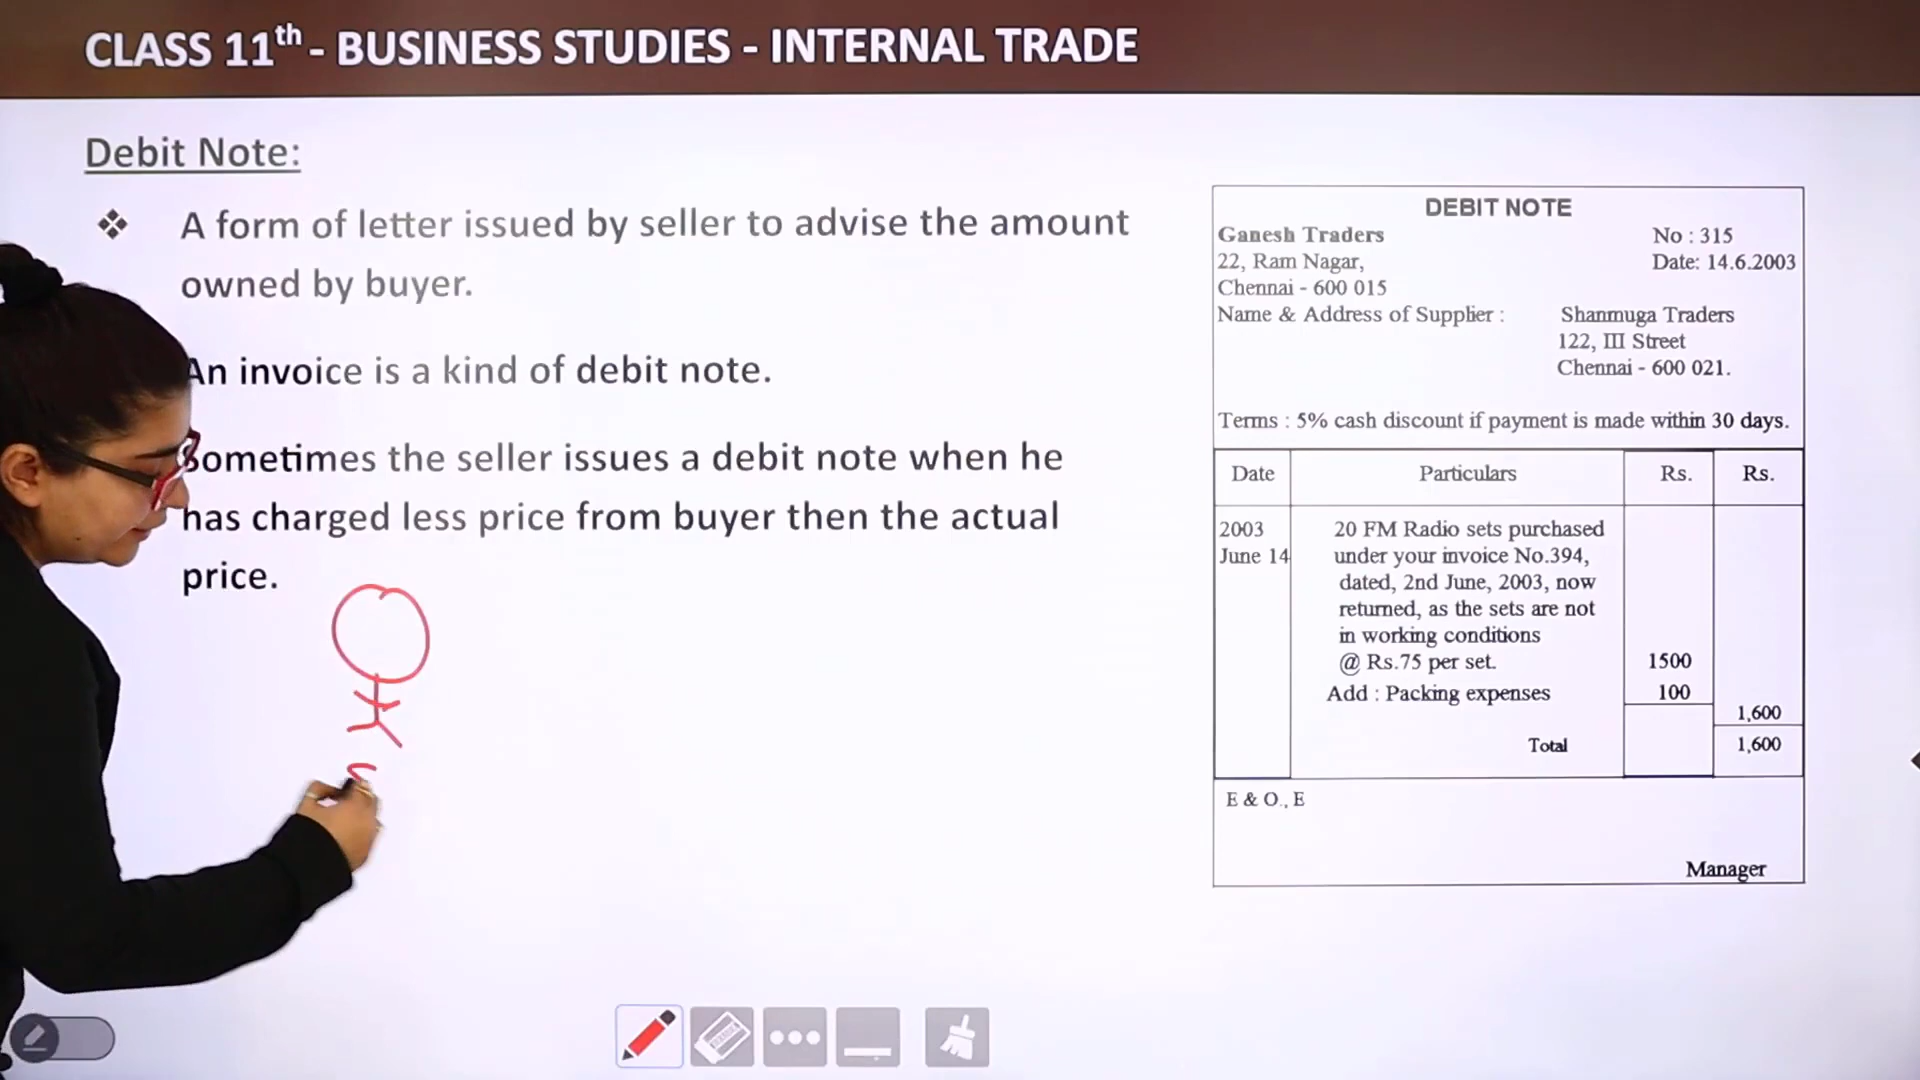 CLASS 11th - BUSINESS STUDIES - INTERNAL TRADE
Debit Note:
❖ A form of letter issued by seller to advise the amount
owned by buyer.
An invoice is a kind of debit note.
Sometimes the seller issues a debit note when he
has charged less price from buyer then the actual
price.
DEBIT NOTE
Ganesh Traders No : 315
22, Ram Nagar, Date: 14.6.2003
Chennai - 600 015
Name & Address of Supplier : Shanmuga Traders
122, III Street
Chennai - 600 021.
Terms : 5% cash discount if payment is made within 30 days.
Date Particulars Rs. Rs.
2003 20 FM Radio sets purchased
June 14 under your invoice No.394,
dated, 2nd June, 2003, now
returned, as the sets are not
in working conditions
@ Rs.75 per set. 1500
Add : Packing expenses 100
1,600
Total 1,600
E & O., E
Manager